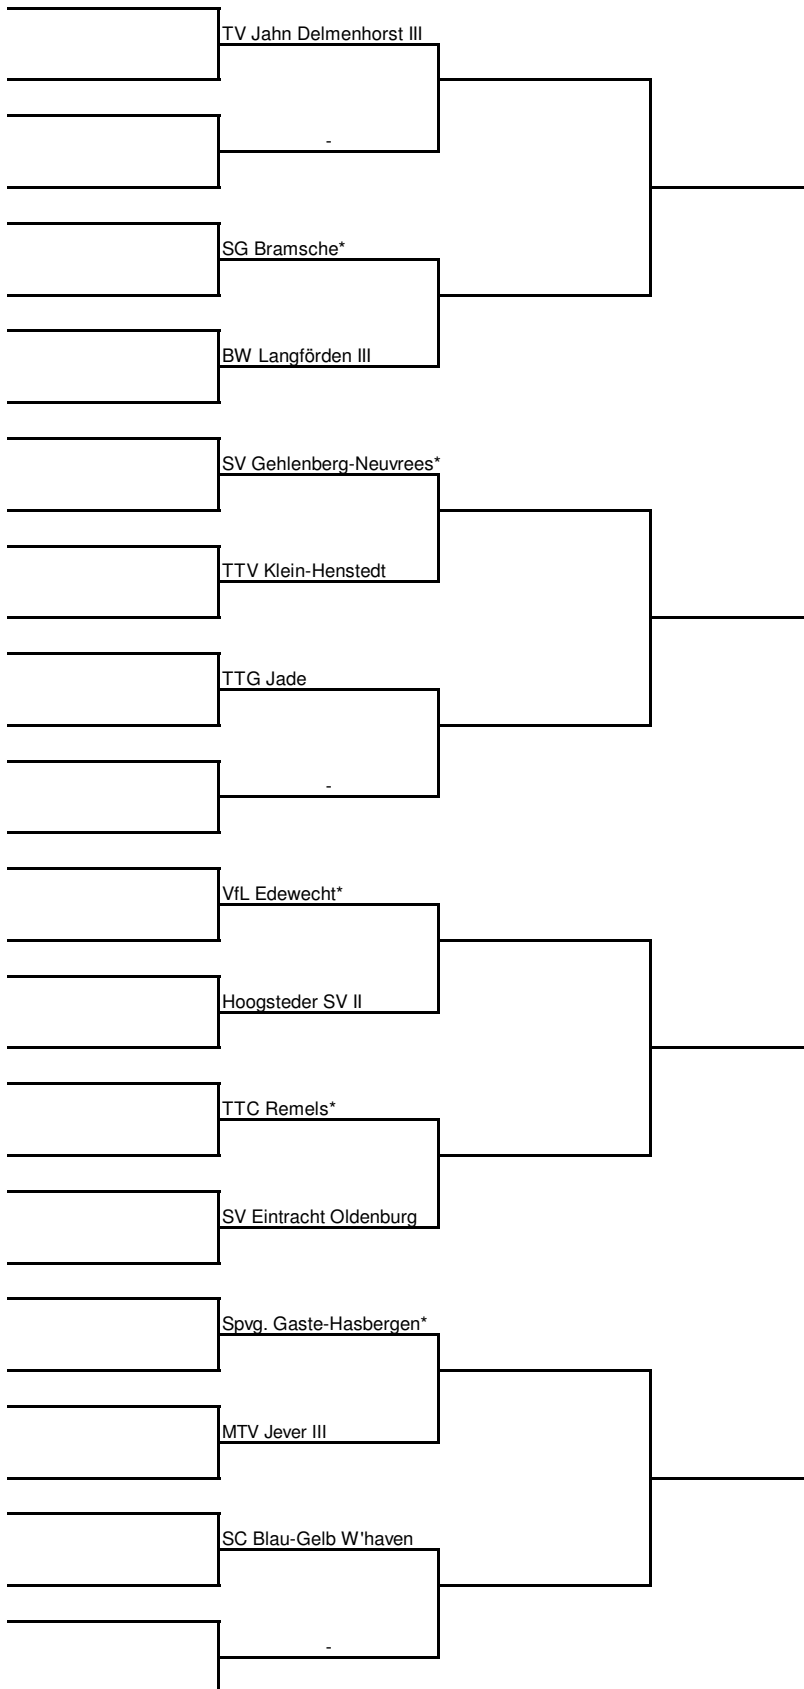 TV Jahn Delmenhorst III
-
SG Bramsche*
BW Langförden III
SV Gehlenberg-Neuvrees*
TTV Klein-Henstedt
TTG Jade
-
VfL Edewecht*
Hoogsteder SV II
TTC Remels*
SV Eintracht Oldenburg
Spvg. Gaste-Hasbergen*
MTV Jever III
SC Blau-Gelb W'haven
-